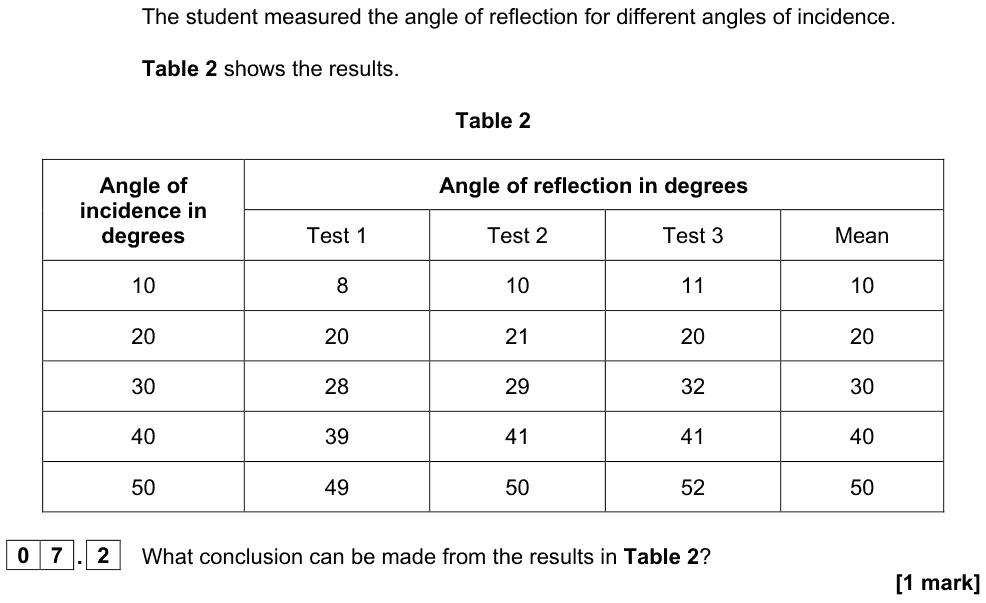 The student measured the angle of reflection for different angles of incidence.
Table 2 shows the results.
Table 2
Angle of incidence in degrees
Angle of reflection in degrees
Test 1 Test 2 Test 3 Mean
10 8 10 11 10
20 20 21 20 20
30 28 29 32 30
40 39 41 41 40
50 49 50 52 50
0 7 . 2 What conclusion can be made from the results in Table 2?
[1 mark]